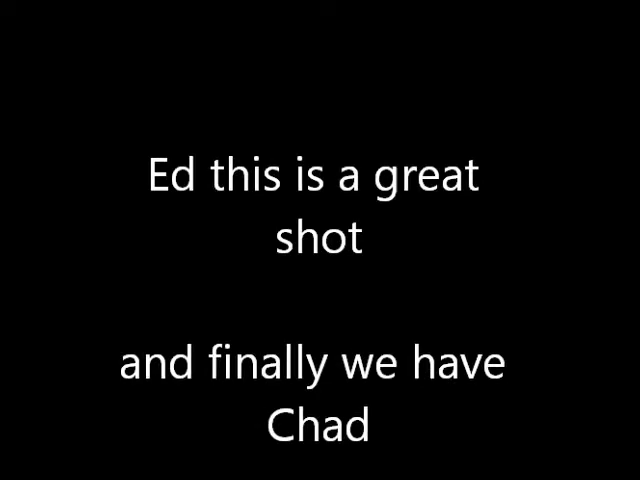 Ed this is a great
shot
and finally we have
Chad